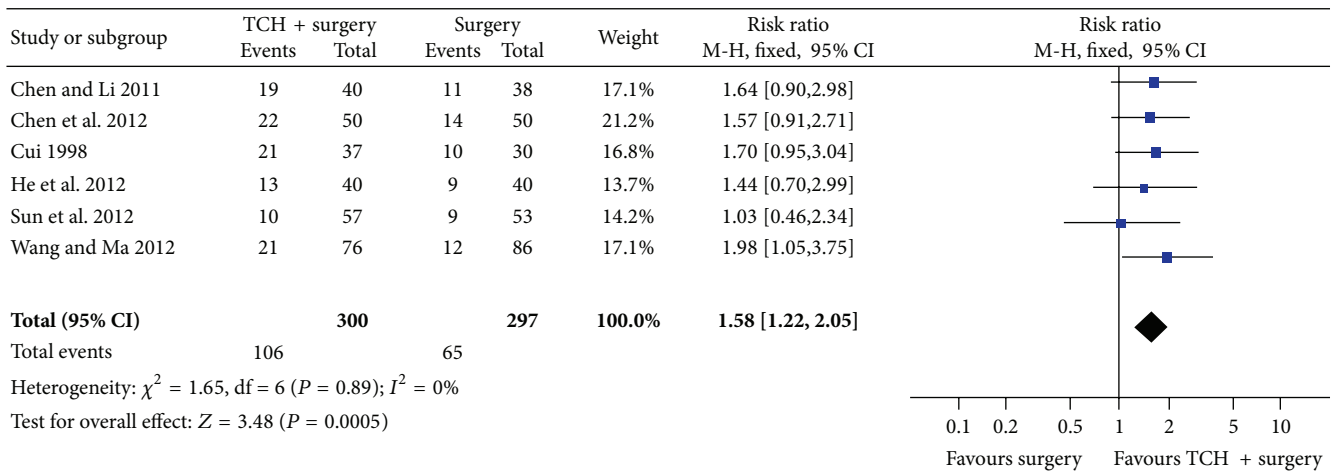 Study or subgroup TCH + surgery Surgery Weight Risk ratio Risk ratio
Events Total Events Total M-H, fixed, 95% CI M-H, fixed, 95% CI
Chen and Li 2011 19 40 11 38 17.1% 1.64 [0.90,2.98]
Chen et al. 2012 22 50 14 50 21.2% 1.57 [0.91,2.71]
Cui 1998 21 37 10 30 16.8% 1.70 [0.95,3.04]
He et al. 2012 13 40 9 40 13.7% 1.44 [0.70,2.99]
Sun et al. 2012 10 57 9 53 14.2% 1.03 [0.46,2.34]
Wang and Ma 2012 21 76 12 86 17.1% 1.98 [1.05,3.75]
Total (95% CI) 300 297 100.0% 1.58 [1.22, 2.05]
Total events 106 65
Heterogeneity: χ² = 1.65, df = 6 (P = 0.89); I² = 0%
Test for overall effect: Z = 3.48 (P = 0.0005)
0.1 0.2 0.5 1 2 5 10
Favours surgery Favours TCH + surgery